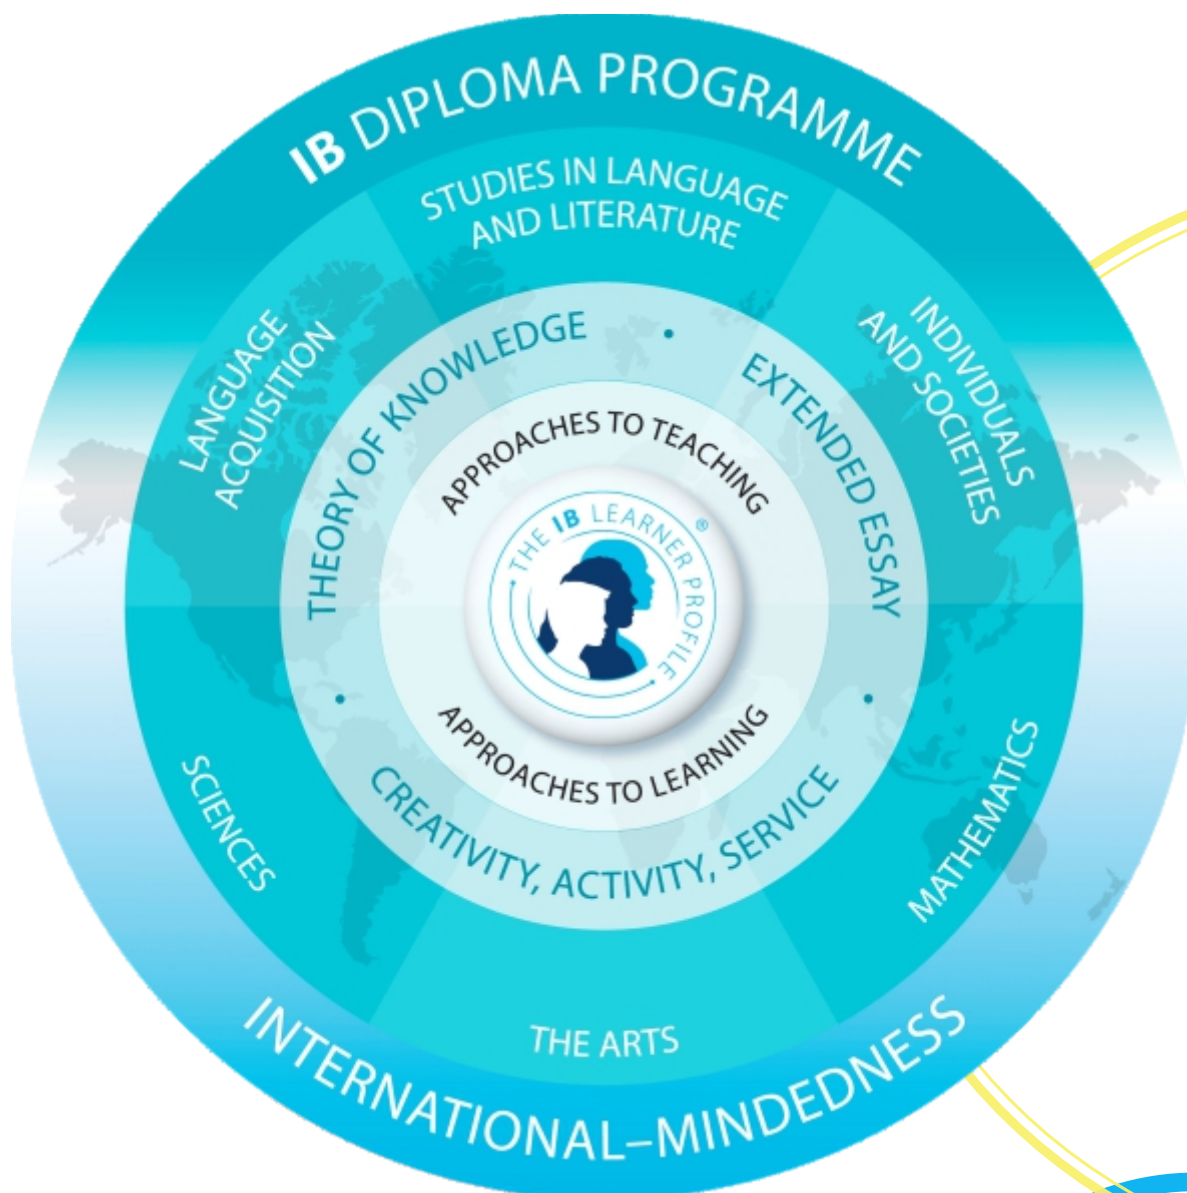 IB DIPLOMA PROGRAMME
STUDIES IN LANGUAGE
AND LITERATURE
LANGUAGE
ACQUISITION
INDIVIDUALS
AND SOCIETIES
THEORY OF KNOWLEDGE
•
EXTENDED ESSAY
•
APPROACHES TO TEACHING
THE IB LEARNER PROFILE
®
APPROACHES TO LEARNING
•
CREATIVITY, ACTIVITY, SERVICE
SCIENCES
MATHEMATICS
THE ARTS
INTERNATIONAL–MINDEDNESS